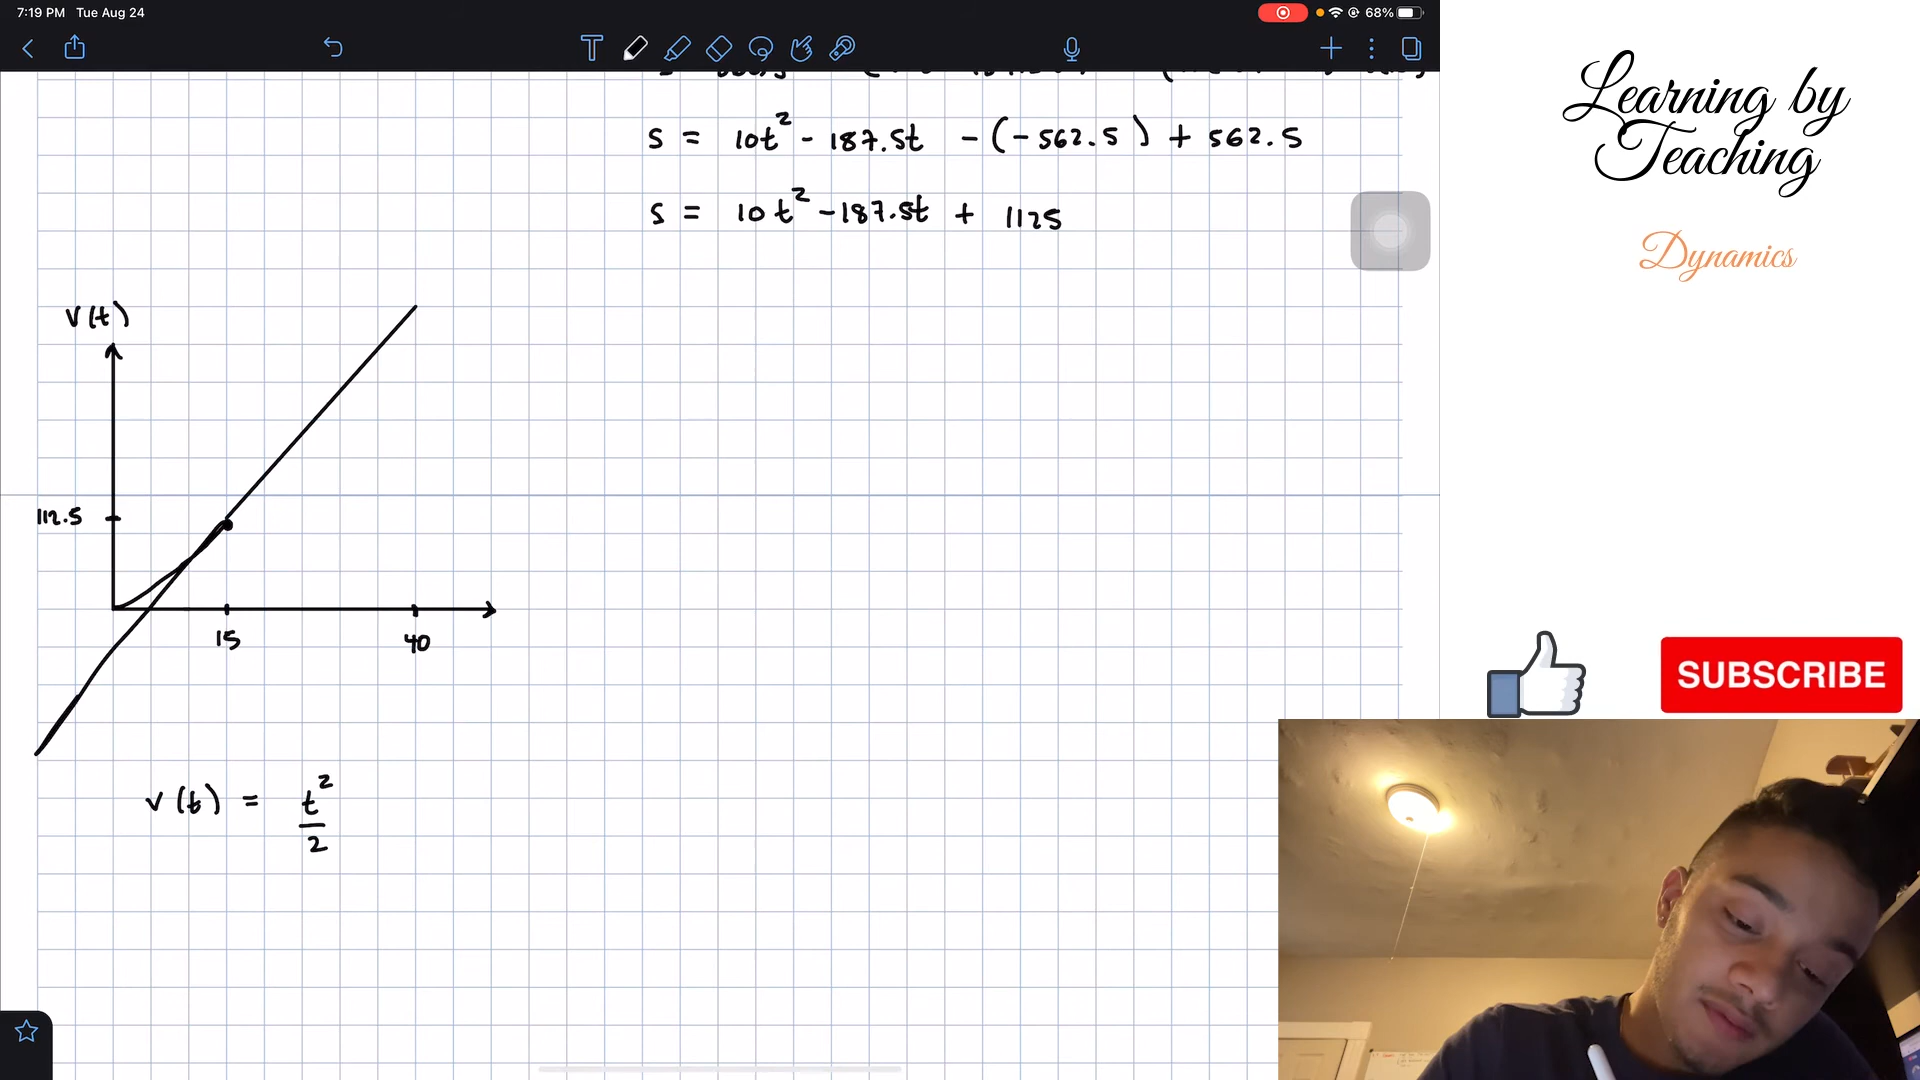 7:19 PM Tue Aug 24
68%
s = 10t² - 187.5t - (-562.5) + 562.5
s = 10t² - 187.5t + 1125
v(t)
112.5
15
40
v(t) = t²/2
Learning by
Teaching
Dynamics
SUBSCRIBE